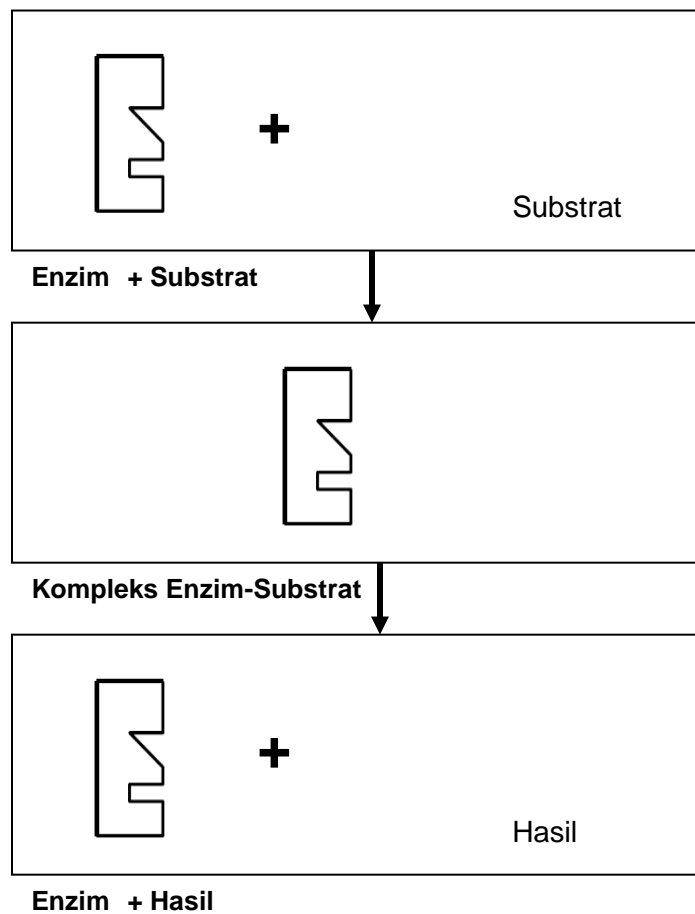 +
Substrat
Enzim + Substrat
Kompleks Enzim-Substrat
+
Hasil
Enzim + Hasil